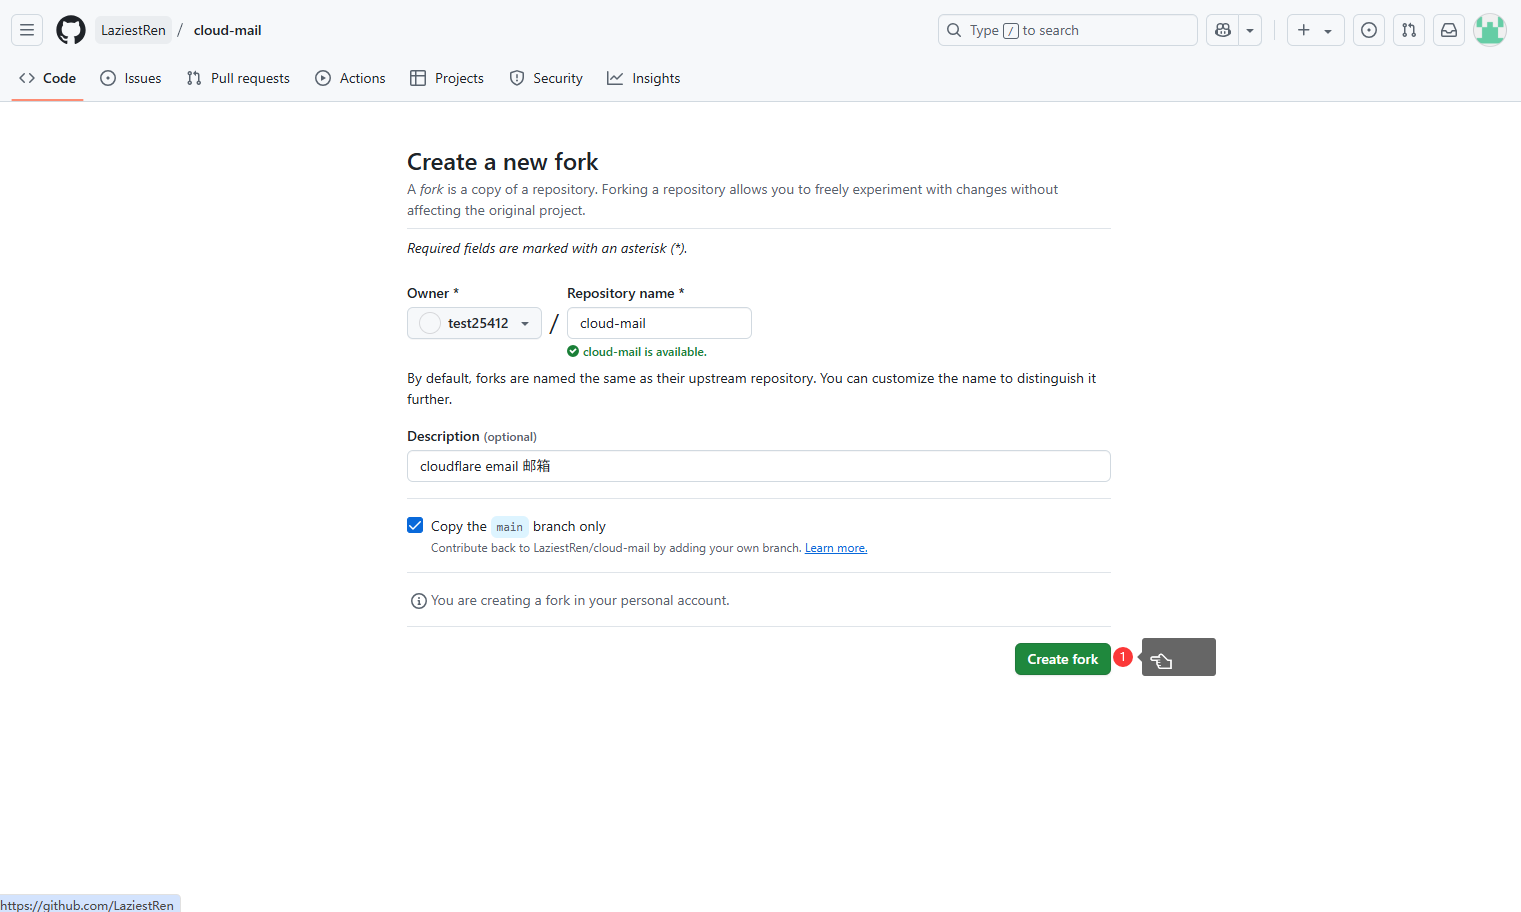 LaziestRen / cloud-mail
Type / to search
Code
Issues
Pull requests
Actions
Projects
Security
Insights
Create a new fork
A fork is a copy of a repository. Forking a repository allows you to freely experiment with changes without
affecting the original project.
Required fields are marked with an asterisk (*).
Owner *
Repository name *
test25412 / cloud-mail
cloud-mail is available.
By default, forks are named the same as their upstream repository. You can customize the name to distinguish it
further.
Description (optional)
cloudflare email 邮箱
Copy the main branch only
Contribute back to LaziestRen/cloud-mail by adding your own branch. Learn more.
You are creating a fork in your personal account.
Create fork
1
https://github.com/LaziestRen